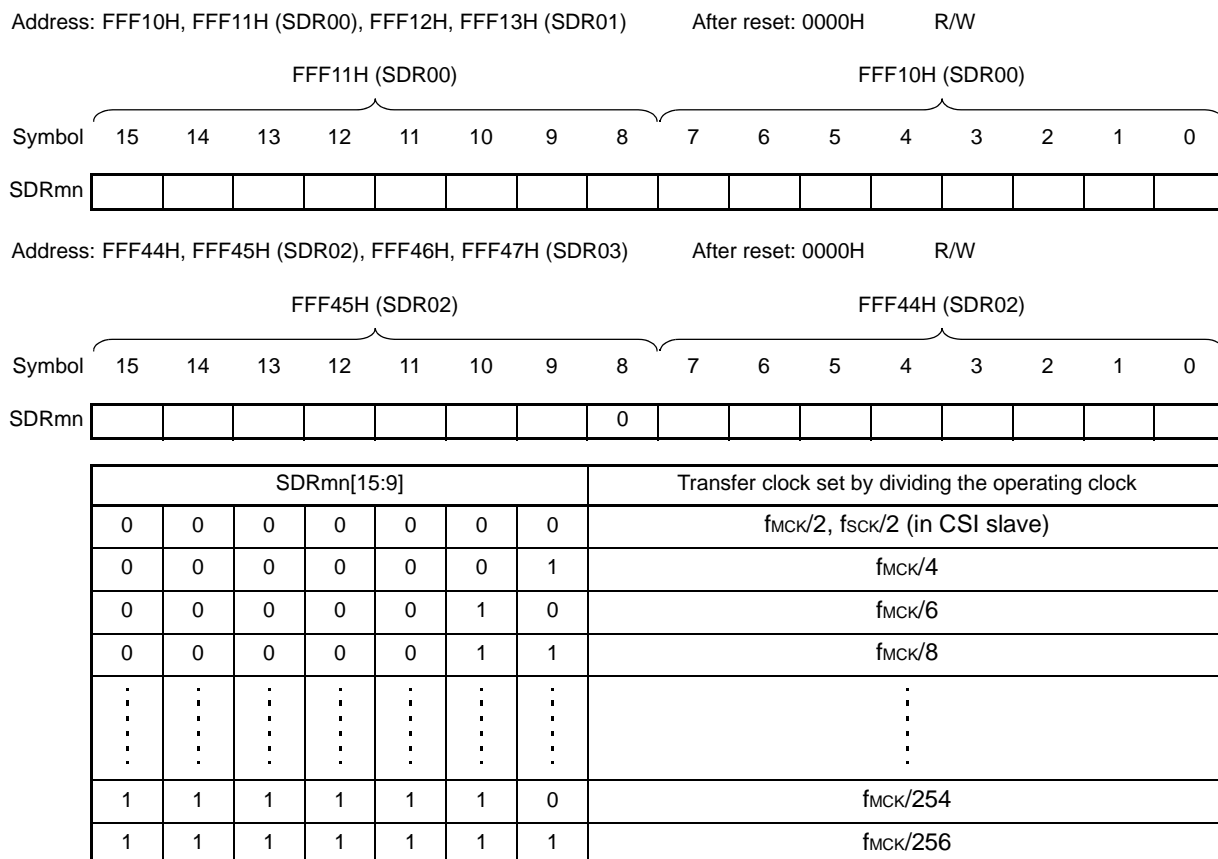 Address: FFF10H, FFF11H (SDR00), FFF12H, FFF13H (SDR01) After reset: 0000H R/W
FFF11H (SDR00) FFF10H (SDR00)
Symbol 15 14 13 12 11 10 9 8 7 6 5 4 3 2 1 0
SDRmn
Address: FFF44H, FFF45H (SDR02), FFF46H, FFF47H (SDR03) After reset: 0000H R/W
FFF45H (SDR02) FFF44H (SDR02)
Symbol 15 14 13 12 11 10 9 8 7 6 5 4 3 2 1 0
SDRmn 0
SDRmn[15:9] Transfer clock set by dividing the operating clock
0 0 0 0 0 0 0 fMCK/2, fSCK/2 (in CSI slave)
0 0 0 0 0 0 1 fMCK/4
0 0 0 0 0 1 0 fMCK/6
0 0 0 0 0 1 1 fMCK/8
1 1 1 1 1 1 0 fMCK/254
1 1 1 1 1 1 1 fMCK/256